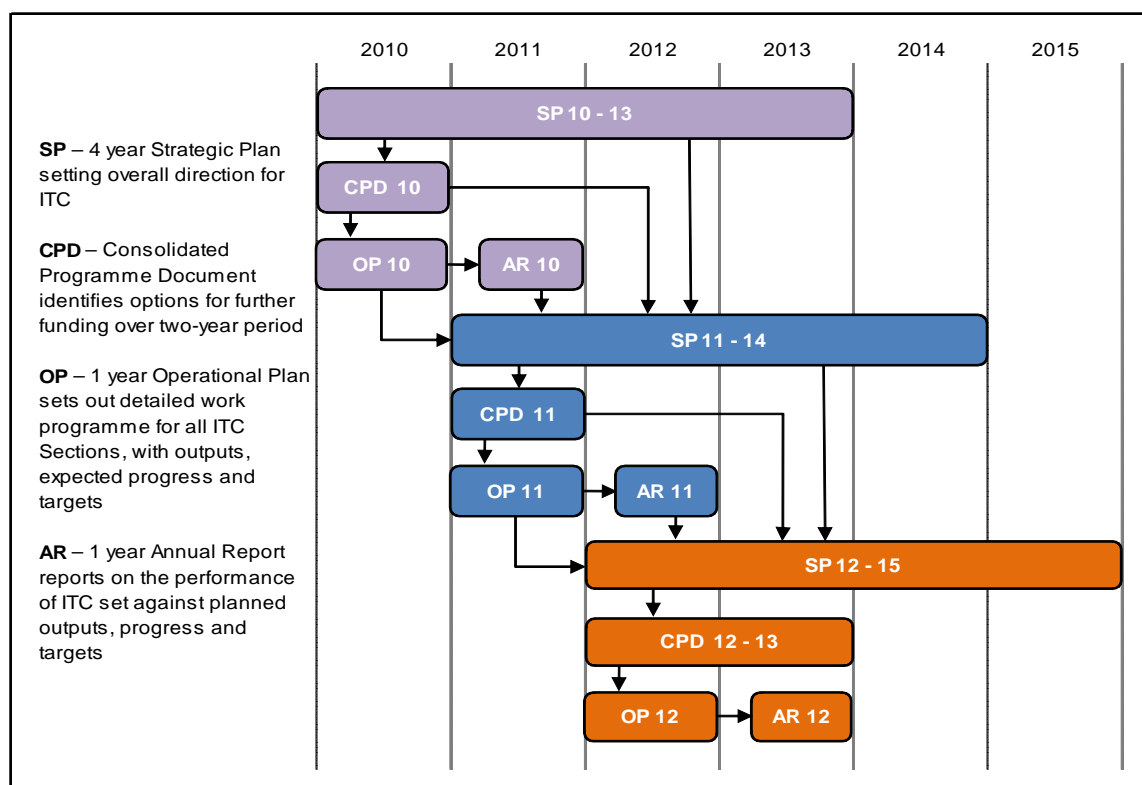 2010 2011 2012 2013 2014 2015
SP 10 - 13
SP – 4 year Strategic Plan
setting overall direction for
ITC
CPD 10
CPD – Consolidated
Programme Document
identifies options for further
funding over two-year period
OP 10 AR 10
SP 11 - 14
OP – 1 year Operational Plan
sets out detailed work
programme for all ITC
Sections, with outputs,
expected progress and
targets
CPD 11
OP 11 AR 11
AR – 1 year Annual Report
reports on the performance
of ITC set against planned
outputs, progress and
targets
SP 12 - 15
CPD 12 - 13
OP 12 AR 12